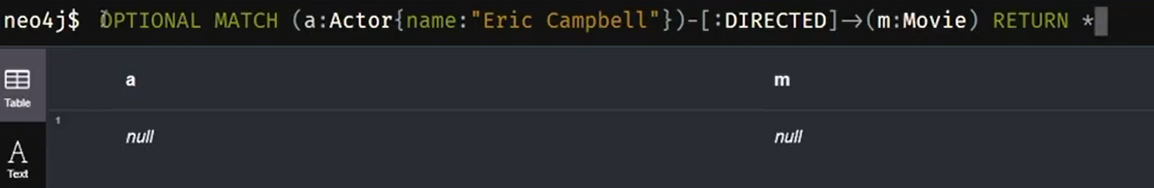 neo4j$ OPTIONAL MATCH (a:Actor{name:"Eric Campbell"})-[:DIRECTED]→(m:Movie) RETURN *
a m
Table
1 null null
A
Text